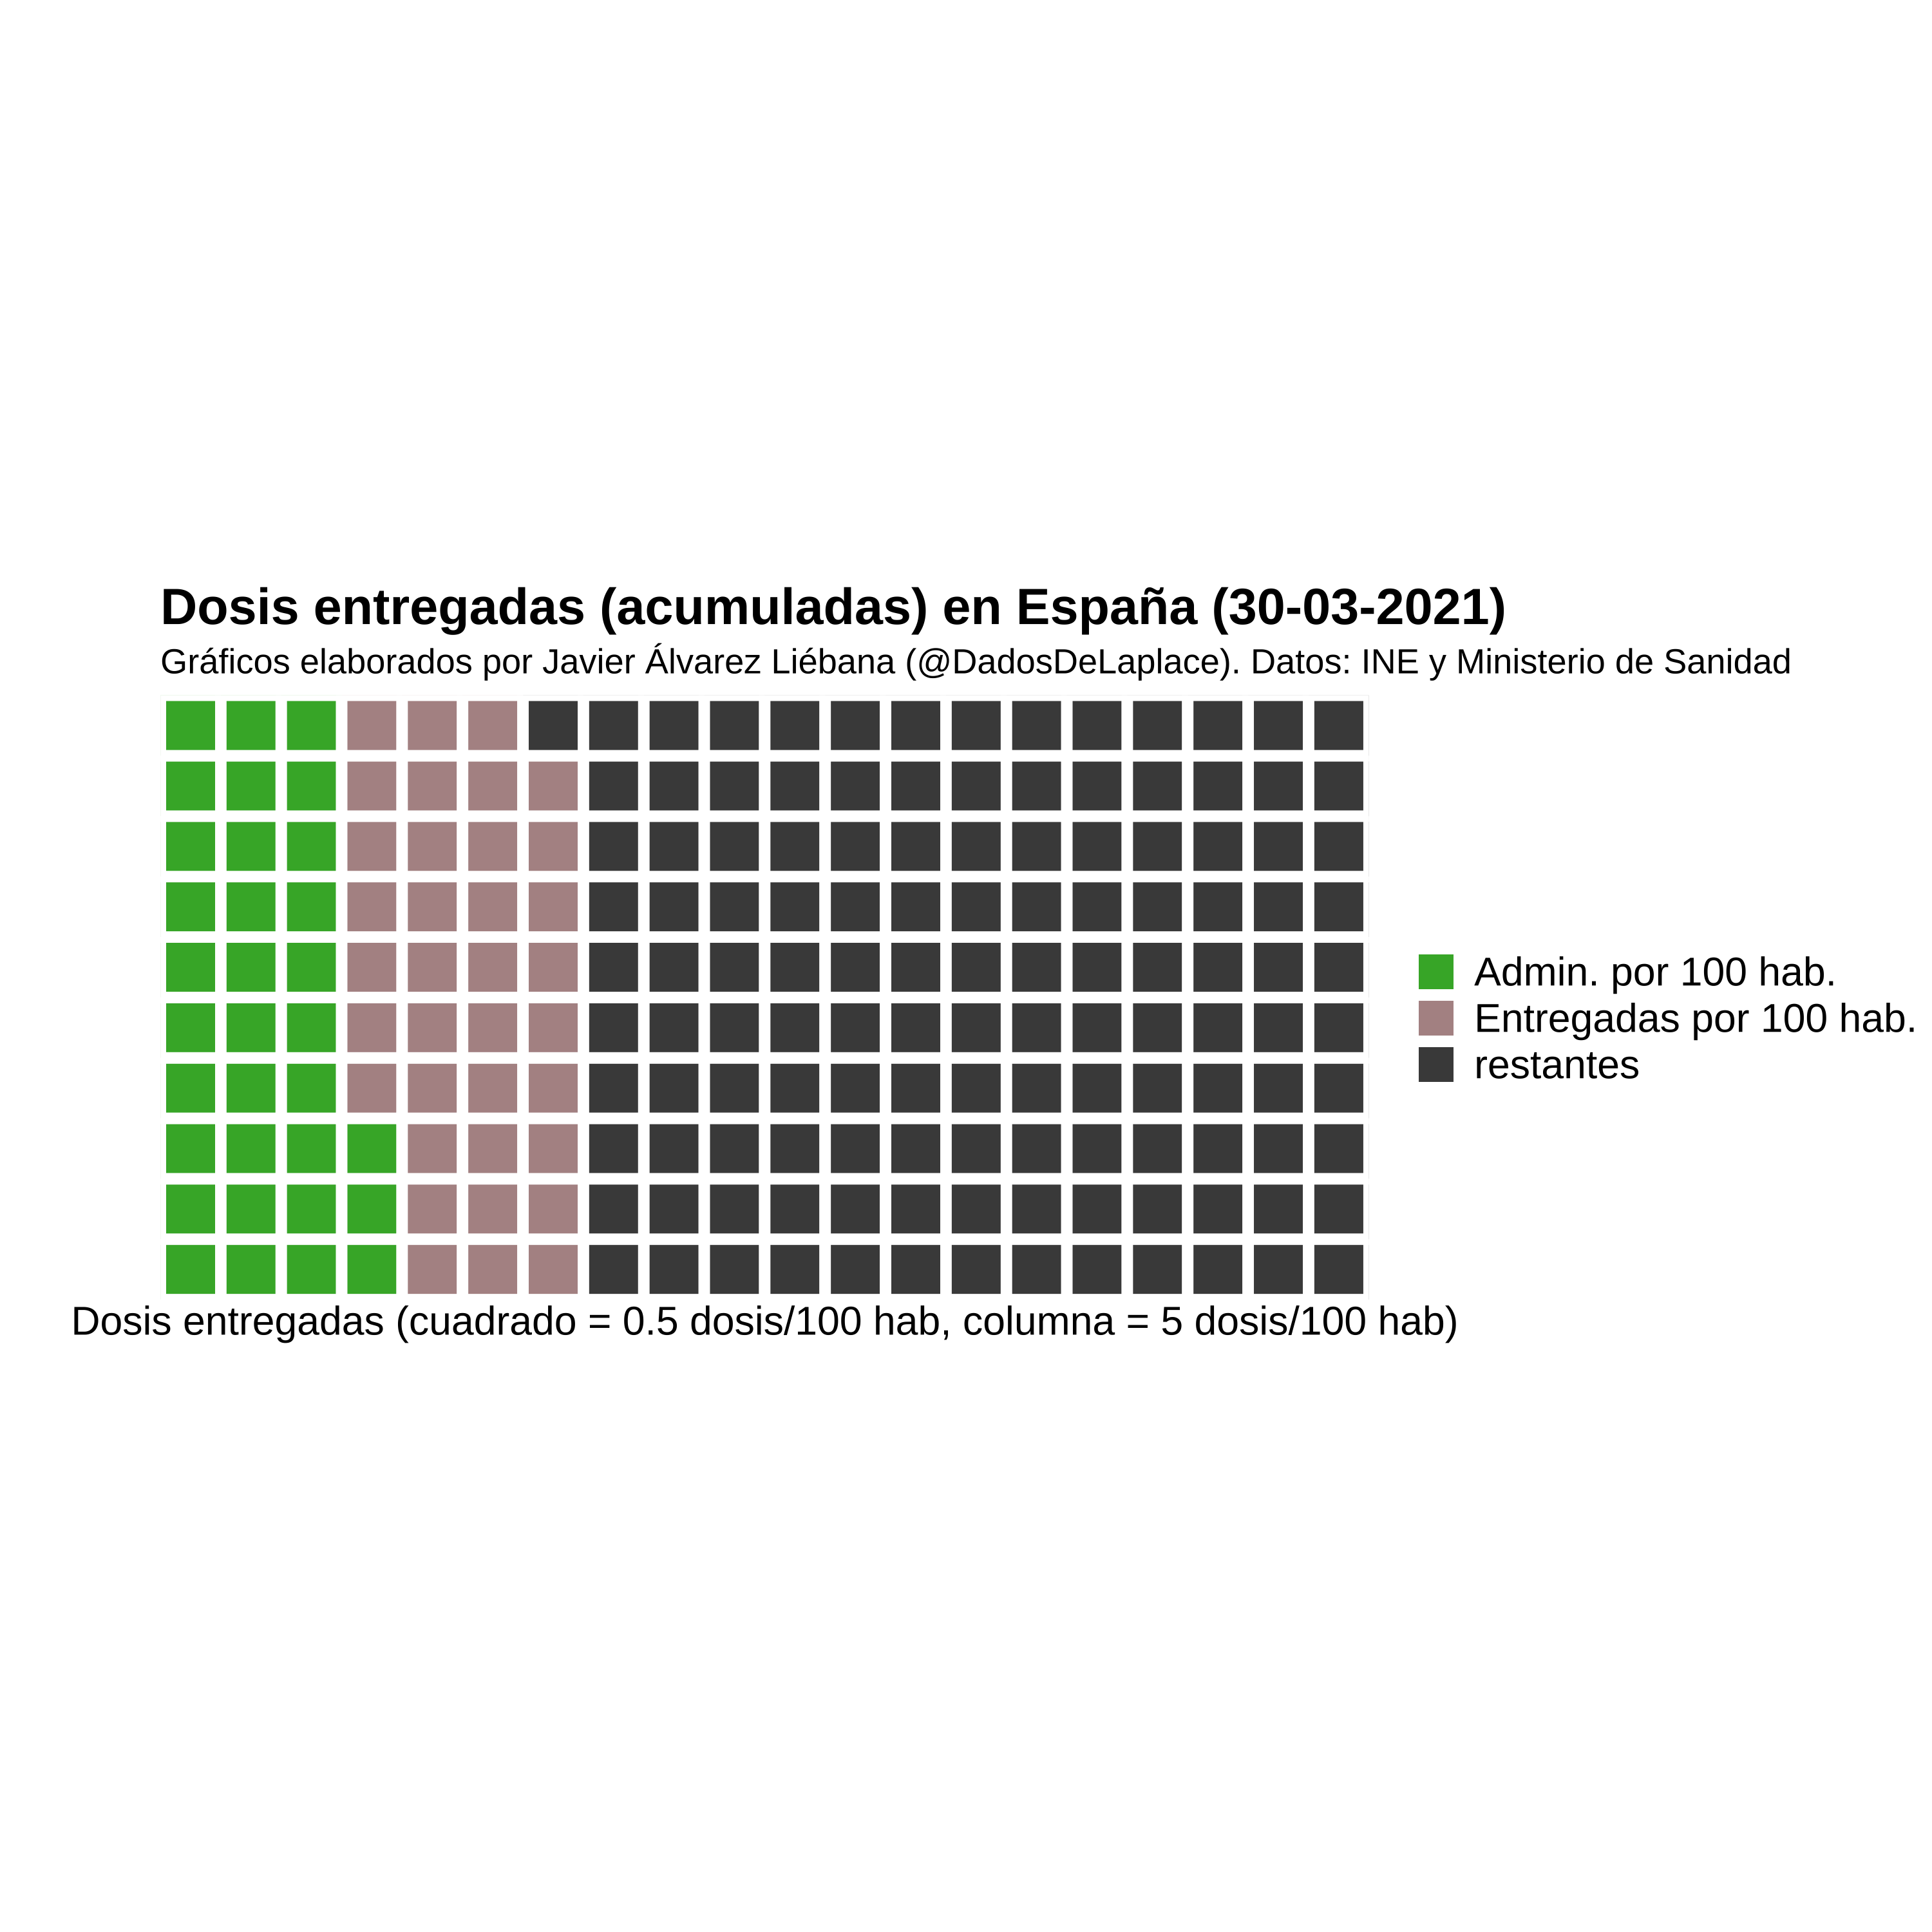 Dosis entregadas (acumuladas) en España (30-03-2021)
Gráficos elaborados por Javier Álvarez Liébana (@DadosDeLaplace). Datos: INE y Ministerio de Sanidad
Admin. por 100 hab.
Entregadas por 100 hab.
restantes
Dosis entregadas (cuadrado = 0.5 dosis/100 hab, columna = 5 dosis/100 hab)